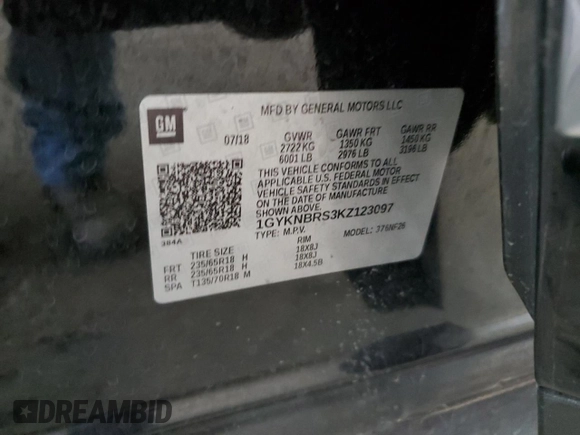 MFD BY GENERAL MOTORS LLC
GM
07/18 GVWR GAWR FRT GAWR RR
2722 KG 1350 KG 1450 KG
6001 LB 2976 LB 3196 LB
THIS VEHICLE CONFORMS TO ALL
APPLICABLE U.S. FEDERAL MOTOR
VEHICLE SAFETY STANDARDS IN EFFECT
ON THE DATE OF MANUFACTURE
SHOWN ABOVE.
1GYKNBRS3KZ123097
TYPE: M.P.V. MODEL: 
384A
TIRE SIZE RIM
FRT 235/65R18 H 18X8J
RR 235/65R18 H 18X8J
SPA T135/70R18 M 18X4.5B
DREAMBID